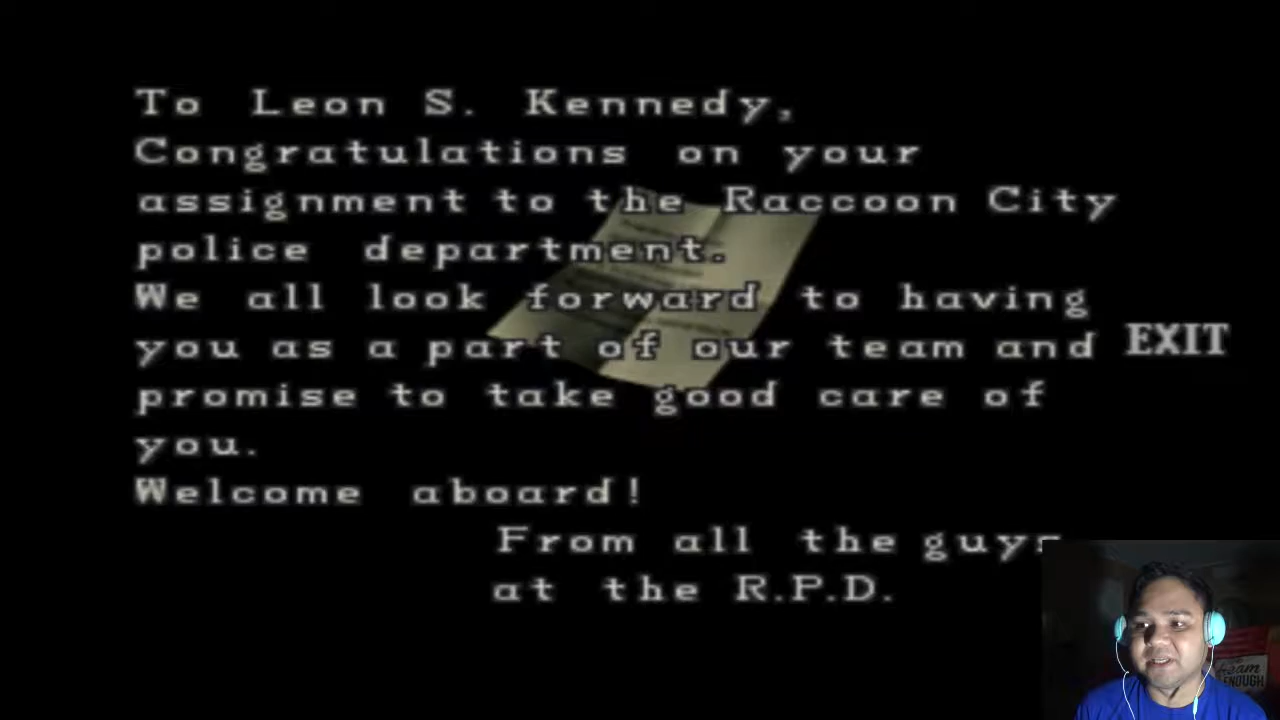 To Leon S. Kennedy,
Congratulations on your
assignment to the Raccoon City
police department.
We all look forward to having
you as a part of our team and
EXIT
promise to take good care of
you.
Welcome aboard!
From all the guys
at the R.P.D.
ENOUGH